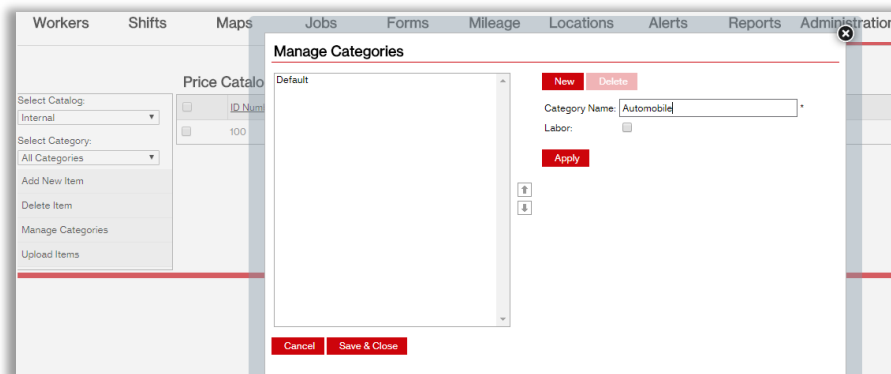 Workers Shifts Maps Jobs Forms Mileage Locations Alerts Reports Administration
Manage Categories
Price Catalo
Select Catalog:
Internal
Select Category:
All Categories
Add New Item
Delete Item
Manage Categories
Upload Items
ID Numb
100
Default
New Delete
Category Name: Automobile *
Labor:
Apply
Cancel Save & Close